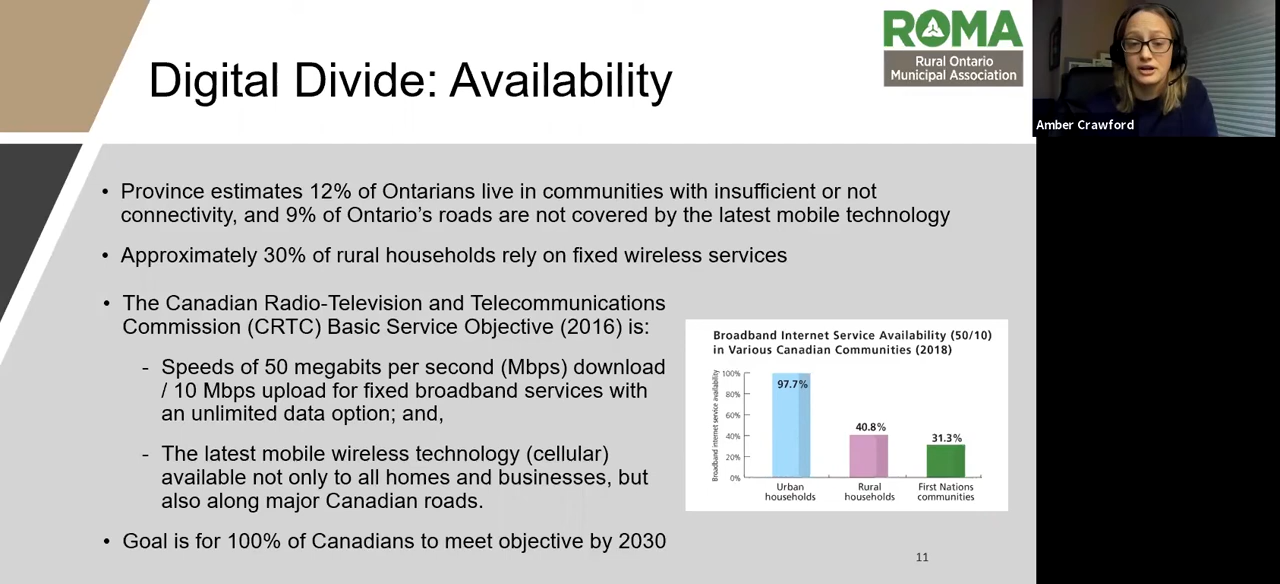 Digital Divide: Availability
ROMA
Rural Ontario
Municipal Association
Amber Crawford
• Province estimates 12% of Ontarians live in communities with insufficient or not
connectivity, and 9% of Ontario's roads are not covered by the latest mobile technology
• Approximately 30% of rural households rely on fixed wireless services
• The Canadian Radio-Television and Telecommunications
Commission (CRTC) Basic Service Objective (2016) is:
- Speeds of 50 megabits per second (Mbps) download
/ 10 Mbps upload for fixed broadband services with
an unlimited data option; and,
- The latest mobile wireless technology (cellular)
available not only to all homes and businesses, but
also along major Canadian roads.
• Goal is for 100% of Canadians to meet objective by 2030
Broadband Internet Service Availability (50/10)
in Various Canadian Communities (2018)
Broadband internet service availability
100%
80%
60%
40%
20%
0%
97.7%
40.8%
31.3%
Urban
households
Rural
households
First Nations
communities
11